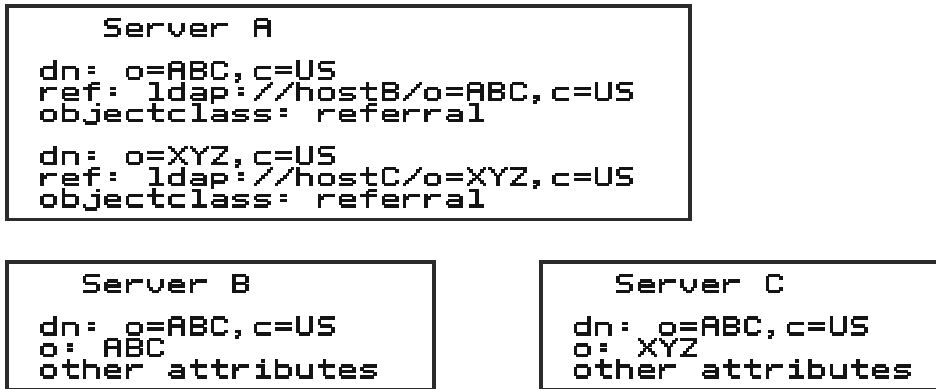 Server A
dn: o=ABC,c=US
ref: ldap://hostB/o=ABC,c=US
objectclass: referral
dn: o=XYZ,c=US
ref: ldap://hostC/o=XYZ,c=US
objectclass: referral
Server B
dn: o=ABC,c=US
o: ABC
other attributes
Server C
dn: o=ABC,c=US
o: XYZ
other attributes